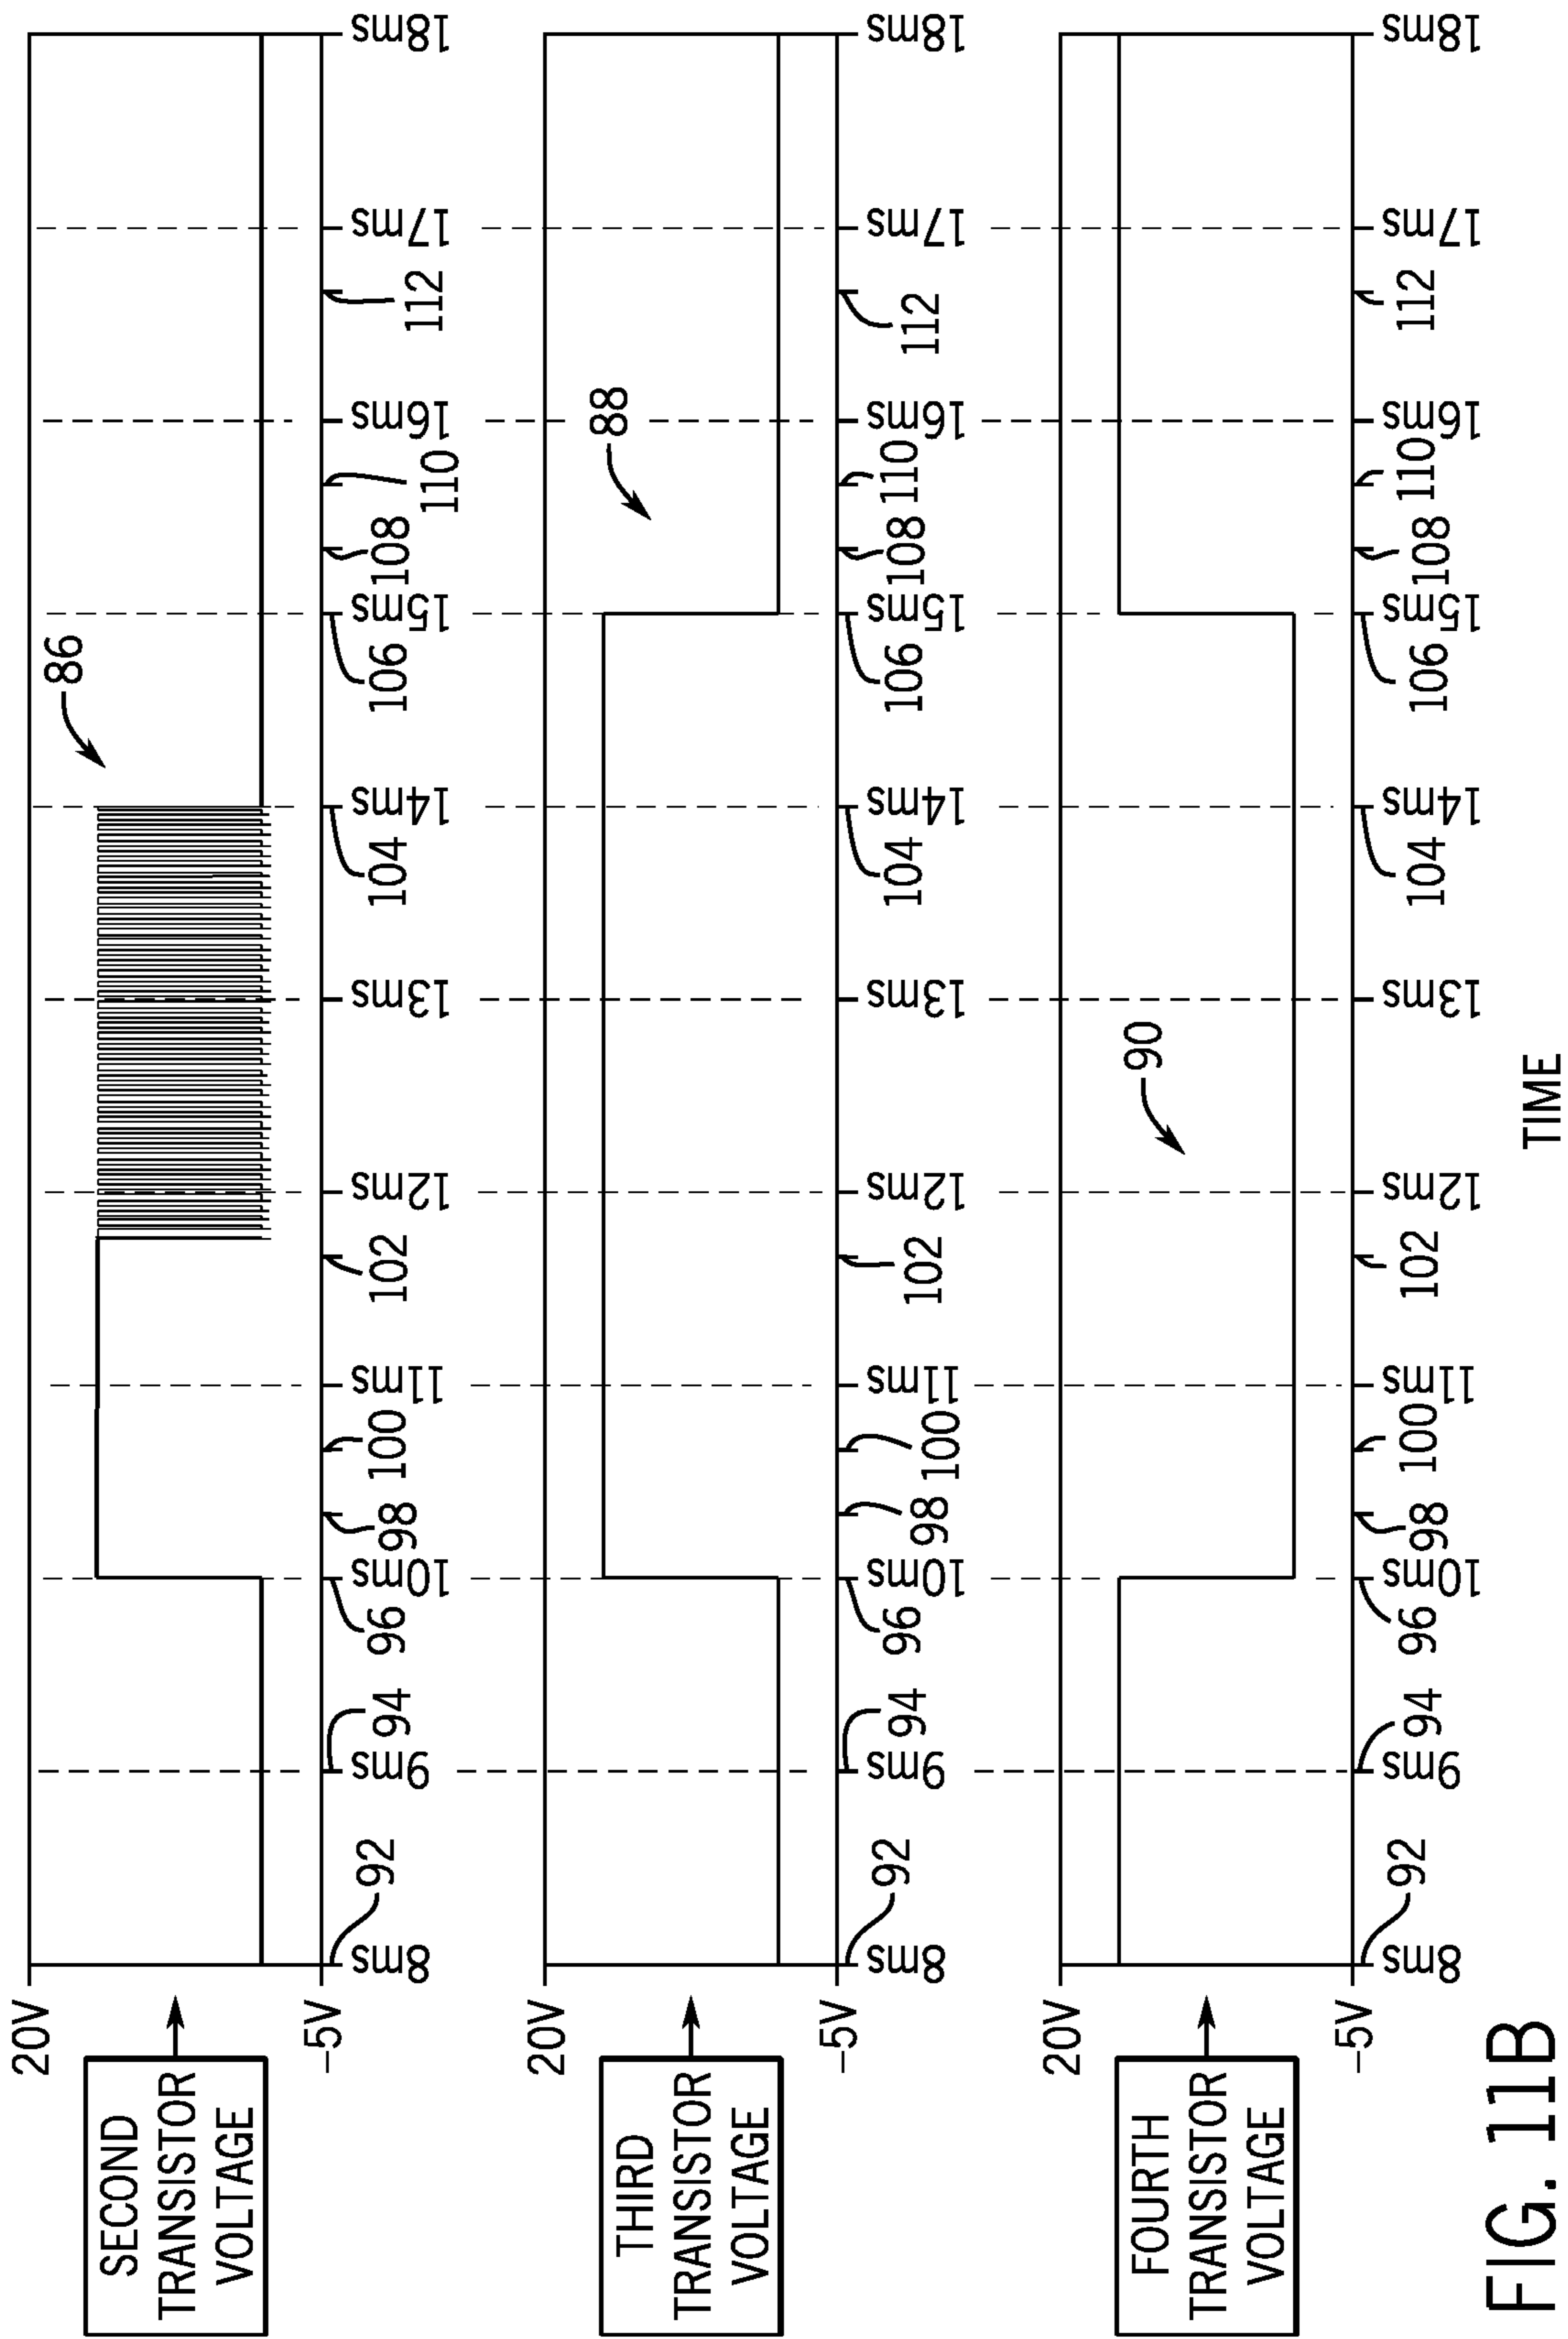 20V
SECOND
TRANSISTOR
VOLTAGE
-5V
86
8ms 9ms 10ms 11ms 12ms 13ms 14ms 15ms 16ms 17ms 18ms
92 94 96 98 100 102 104 106 108 110 112
20V
THIRD
TRANSISTOR
VOLTAGE
-5V
88
8ms 9ms 10ms 11ms 12ms 13ms 14ms 15ms 16ms 17ms 18ms
92 94 96 98 100 102 104 106 108 110 112
20V
FOURTH
TRANSISTOR
VOLTAGE
-5V
90
8ms 9ms 10ms 11ms 12ms 13ms 14ms 15ms 16ms 17ms 18ms
92 94 96 98 100 102 104 106 108 110 112
TIME
FIG. 11B